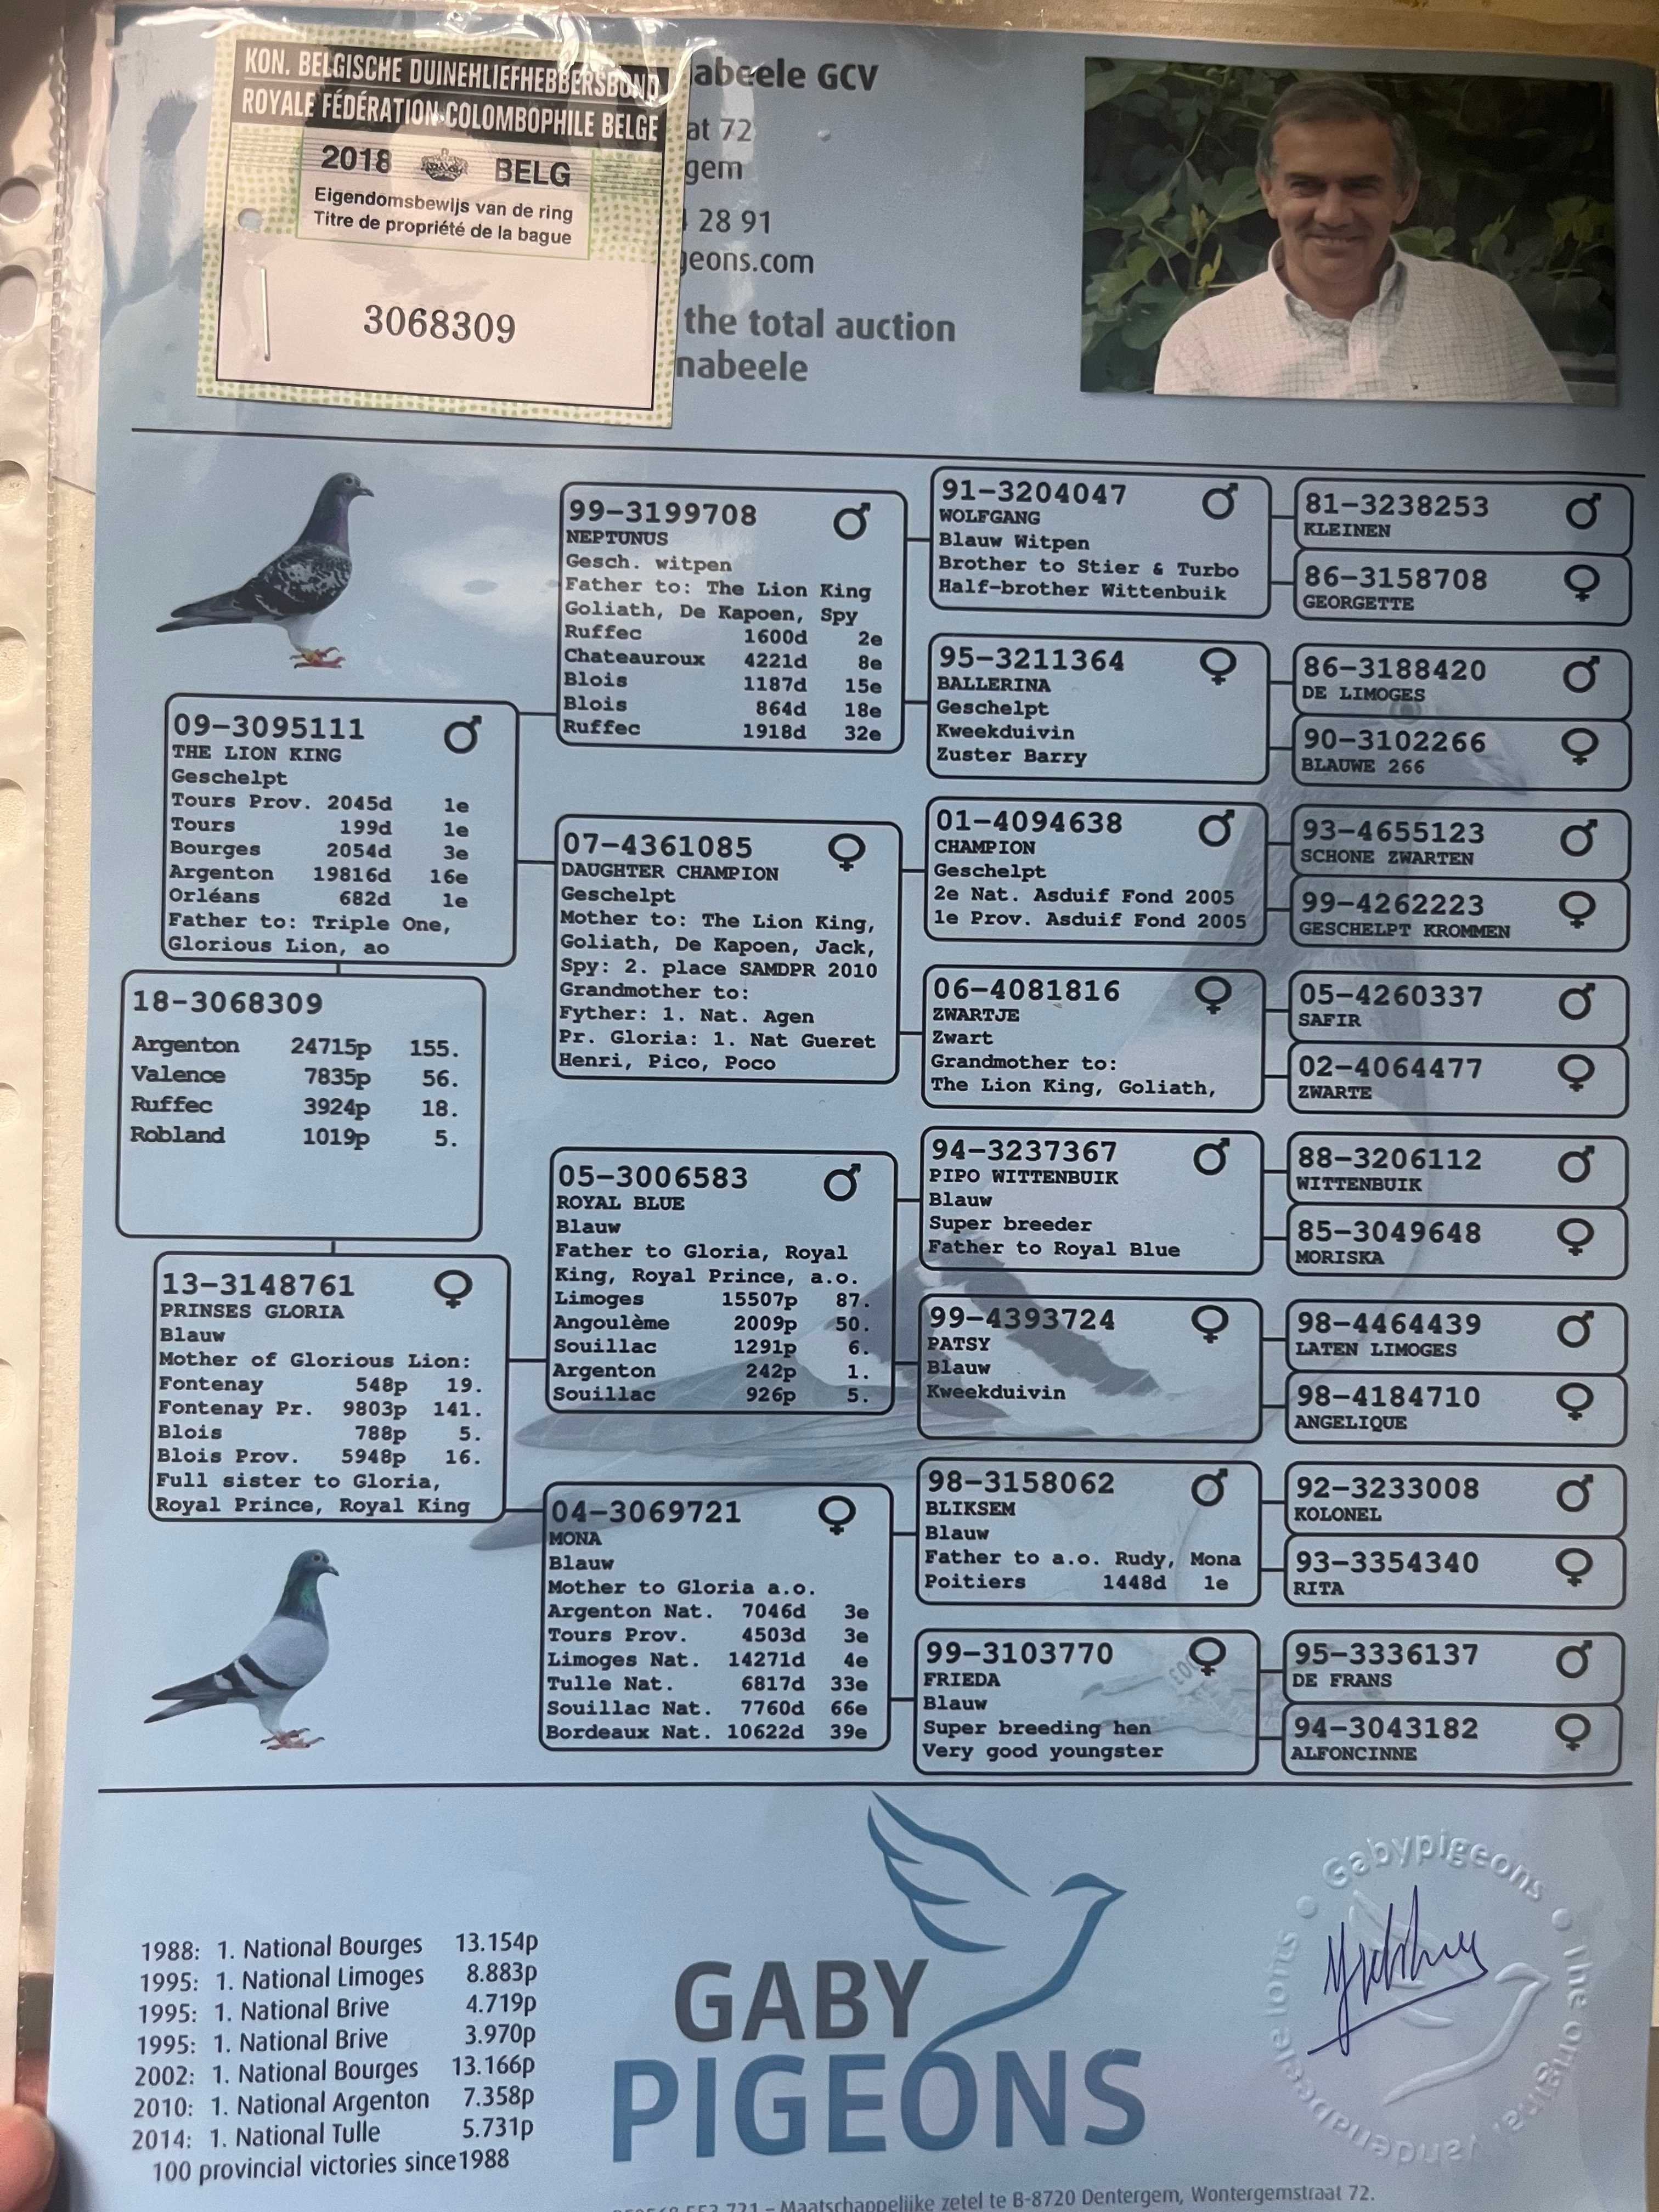 KON. BELGISCHE DUINEHLIEFHEBBERSBOND
ROYALE FÉDÉRATION COLOMBOPHILE BELGE
2018 BELG
Eigendomsbewijs van de ring
Titre de propriété de la bague
3068309
abeele GCV
at 72
gem
28 91
geons.com
the total auction
nabeele
09-3095111
THE LION KING
Geschelpt
Tours Prov. 2045d 1e
Tours 199d 1e
Bourges 2054d 3e
Argenton 19816d 16e
Orléans 682d 1e
Father to: Triple One,
Glorious Lion, ao
18-3068309
Argenton 24715p 155.
Valence 7835p 56.
Ruffec 3924p 18.
Robland 1019p 5.
13-3148761
PRINSES GLORIA
Blauw
Mother of Glorious Lion:
Fontenay 548p 19.
Fontenay Pr. 9803p 141.
Blois 788p 5.
Blois Prov. 5948p 16.
Full sister to Gloria,
Royal Prince, Royal King
99-3199708
NEPTUNUS
Gesch. witpen
Father to: The Lion King
Goliath, De Kapoen, Spy
Ruffec 1600d 2e
Chateauroux 4221d 8e
Blois 1187d 15e
Blois 864d 18e
Ruffec 1918d 32e
07-4361085
DAUGHTER CHAMPION
Geschelpt
Mother to: The Lion King,
Goliath, De Kapoen, Jack,
Spy: 2. place SAMDPR 2010
Grandmother to:
Fyther: 1. Nat. Agen
Pr. Gloria: 1. Nat Gueret
Henri, Pico, Poco
05-3006583
ROYAL BLUE
Blauw
Father to Gloria, Royal
King, Royal Prince, a.o.
Limoges 15507p 87.
Angoulème 2009p 50.
Souillac 1291p 6.
Argenton 242p 1.
Souillac 926p 5.
04-3069721
MONA
Blauw
Mother to Gloria a.o.
Argenton Nat. 7046d 3e
Tours Prov. 4503d 3e
Limoges Nat. 14271d 4e
Tulle Nat. 6817d 33e
Souillac Nat. 7760d 66e
Bordeaux Nat. 10622d 39e
91-3204047
WOLFGANG
Blauw Witpen
Brother to Stier & Turbo
Half-brother Wittenbuik
95-3211364
BALLERINA
Geschelpt
Kweekduivin
Zuster Barry
01-4094638
CHAMPION
Geschelpt
2e Nat. Asduif Fond 2005
1e Prov. Asduif Fond 2005
06-4081816
ZWARTJE
Zwart
Grandmother to:
The Lion King, Goliath,
94-3237367
PIPO WITTENBUIK
Blauw
Super breeder
Father to Royal Blue
99-4393724
PATSY
Blauw
Kweekduivin
98-3158062
BLIKSEM
Blauw
Father to a.o. Rudy, Mona
Poitiers 1448d 1e
99-3103770
FRIEDA
Blauw
Super breeding hen
Very good youngster
81-3238253
KLEINEN
86-3158708
GEORGETTE
86-3188420
DE LIMOGES
90-3102266
BLAUWE 266
93-4655123
SCHONE ZWARTEN
99-4262223
GESCHELPT KROMMEN
05-4260337
SAFIR
02-4064477
ZWARTE
88-3206112
WITTENBUIK
85-3049648
MORISKA
98-4464439
LATEN LIMOGES
98-4184710
ANGELIQUE
92-3233008
KOLONEL
93-3354340
RITA
95-3336137
DE FRANS
94-3043182
ALFONCINNE
1988: 1. National Bourges 13.154p
1995: 1. National Limoges 8.883p
1995: 1. National Brive 4.719p
1995: 1. National Brive 3.970p
2002: 1. National Bourges 13.166p
2010: 1. National Argenton 7.358p
2014: 1. National Tulle 5.731p
100 provincial victories since1988
GABY
PIGEONS
Gabypigeons • The original Vandenabeele
– Maatschappelijke zetel te B-8720 Dentergem, Wontergemstraat 72.